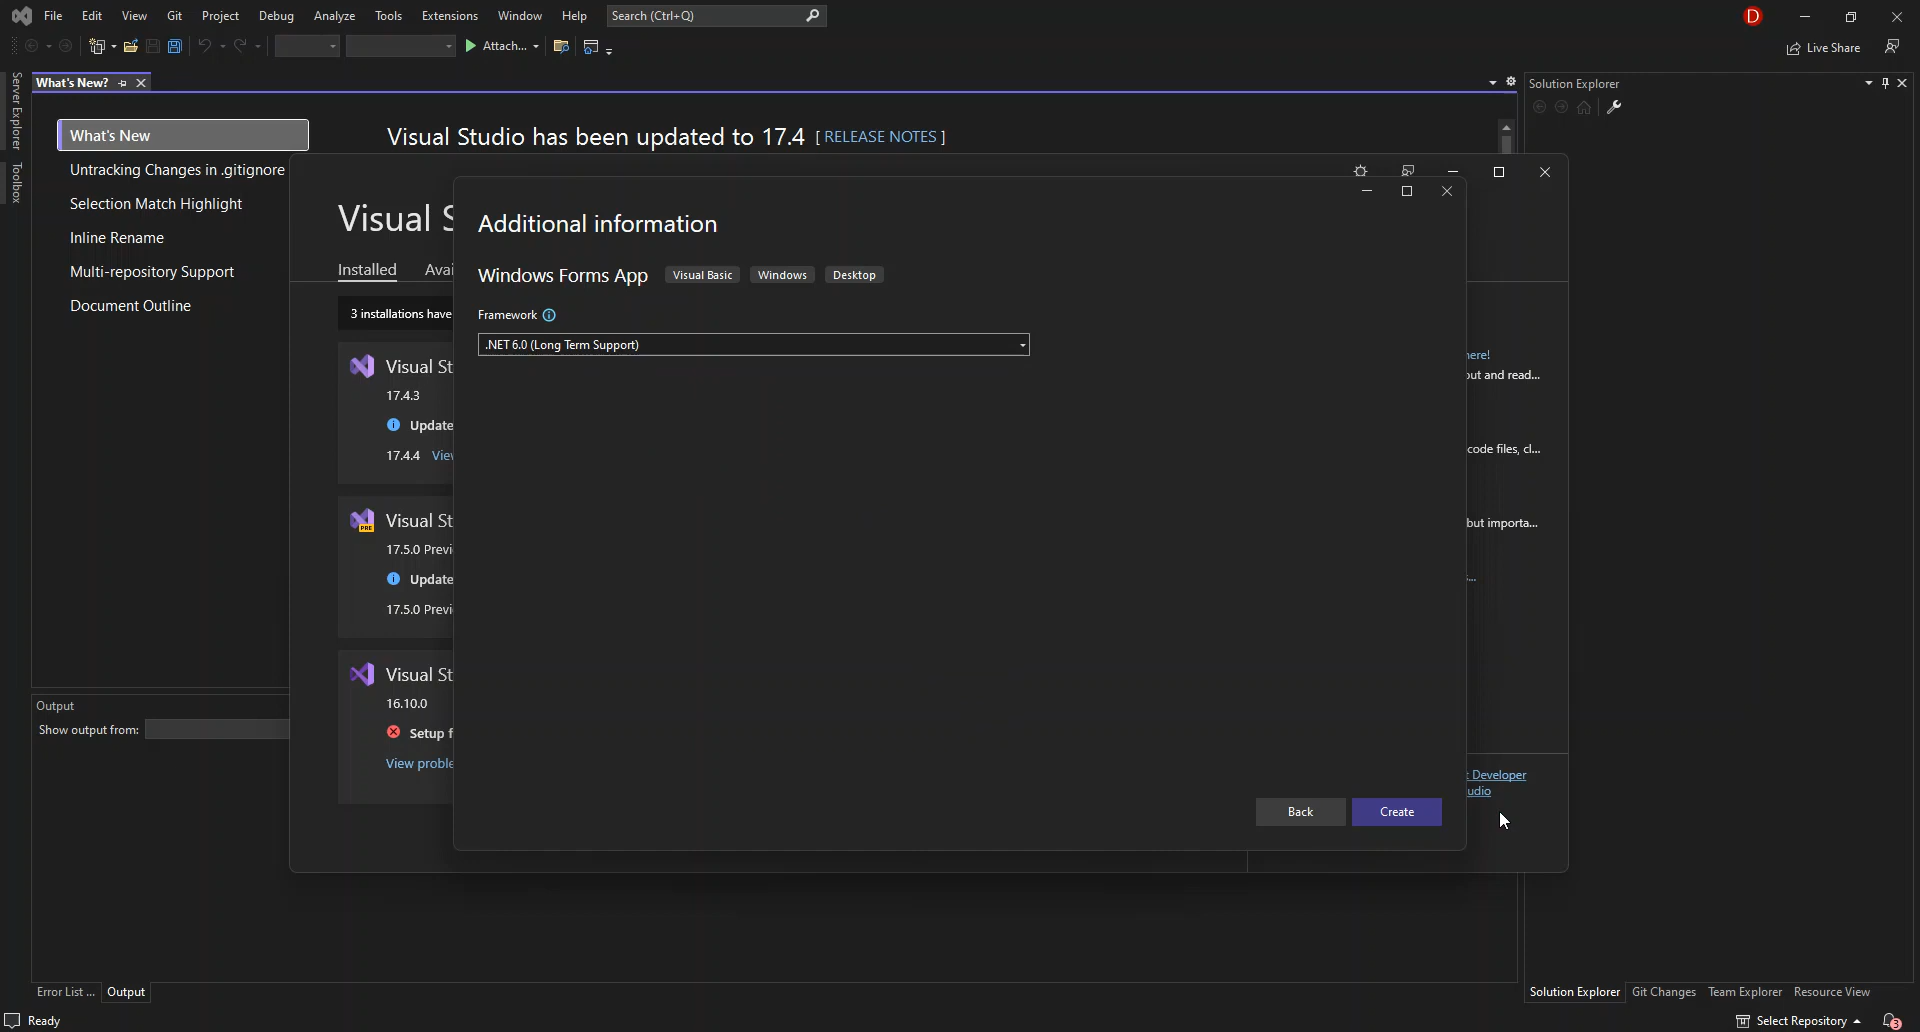 File Edit View Git Project Debug Analyze Tools Extensions Window Help Search (Ctrl+Q) D
Attach... Live Share
Server Explorer
Toolbox
What's New?
Solution Explorer
What's New
Untracking Changes in .gitignore
Selection Match Highlight
Inline Rename
Multi-repository Support
Document Outline
Visual Studio has been updated to 17.4 [ RELEASE NOTES ]
Visual S
Installed Avai
3 installations have
Visual St
17.4.3
Update
17.4.4 Viev
PRE
Visual St
17.5.0 Previ
Update
17.5.0 Previ
Visual St
16.10.0
Setup f
View proble
Additional information
Windows Forms App Visual Basic Windows Desktop
Framework
.NET 6.0 (Long Term Support)
Back Create
here!
out and read...
code files, cl...
but importa...
t Developer
udio
Output
Show output from:
Error List ... Output
Solution Explorer Git Changes Team Explorer Resource View
Ready
Select Repository 3